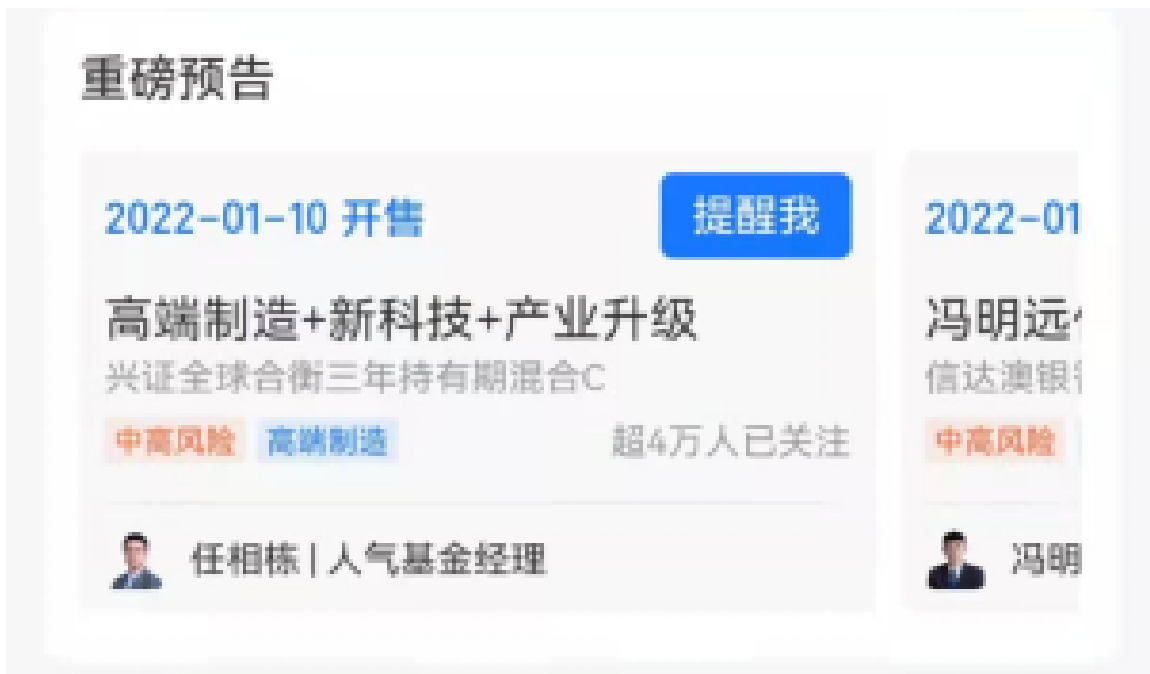 重磅预告
2022-01-10 开售
提醒我
高端制造+新科技+产业升级
兴证全球合衡三年持有期混合C
中高风险 高端制造
超4万人已关注
任相栋 | 人气基金经理
2022-01
冯明远
信达澳银
中高风险
冯明